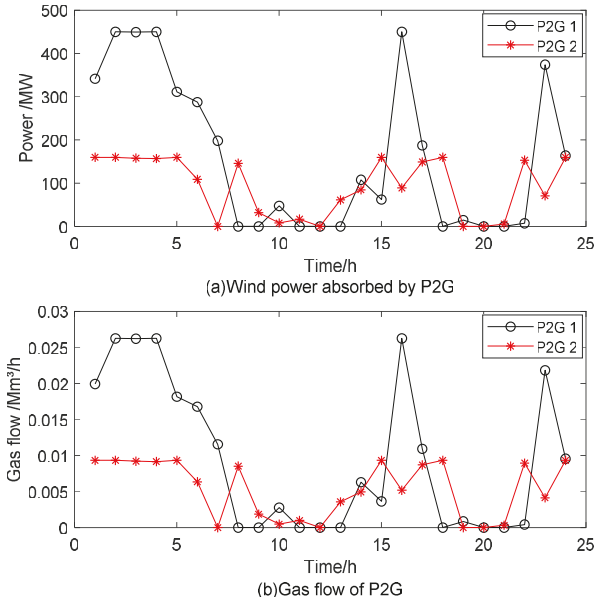 500
400
300
200
100
0
Power /MW
P2G 1
P2G 2
0 5 10 15 20 25
Time/h
(a)Wind power absorbed by P2G
0.03
0.025
0.02
0.015
0.010
0.005
0
Gas flow /Mm³/h
P2G 1
P2G 2
0 5 10 15 20 25
Time/h
(b)Gas flow of P2G